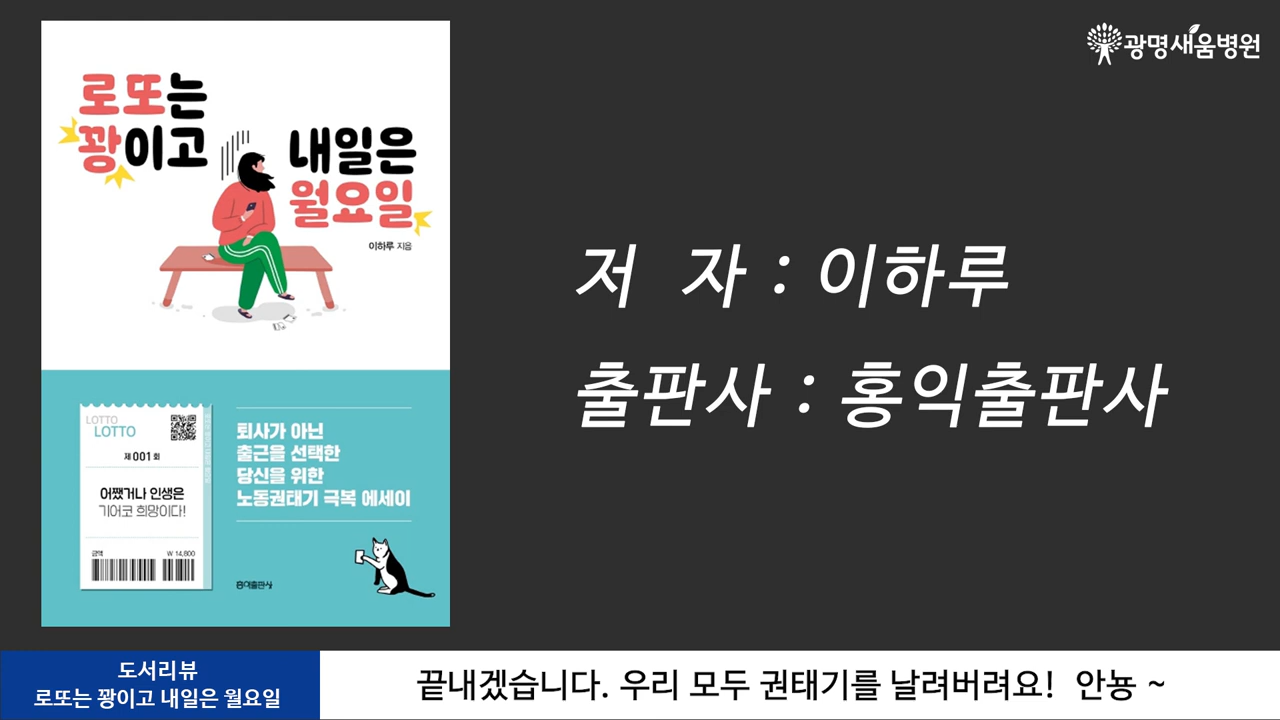 광명새움병원
로또는
꽝이고
내일은
월요일
이하루 지음
LOTTO
LOTTO
제 001 회
어쨌거나 인생은
기어코 희망이다!
금액 ₩ 14,800
퇴사가 아닌
출근을 선택한
당신을 위한
노동권태기 극복 에세이
홍익출판사
저 자 : 이하루
출판사 : 홍익출판사
도서리뷰
로또는 꽝이고 내일은 월요일
끝내겠습니다. 우리 모두 권태기를 날려버려요! 안뇽 ~